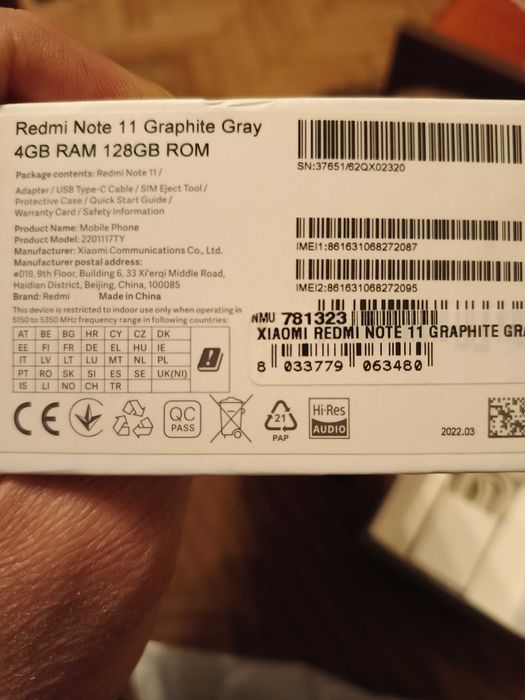 Redmi Note 11 Graphite Gray
4GB RAM 128GB ROM
Package contents: Redmi Note 11 /
Adapter / USB Type-C Cable / SIM Eject Tool /
Protective Case / Quick Start Guide /
Warranty Card / Safety Information
Product Name: Mobile Phone
Product Model: 2201117TY
Manufacturer: Xiaomi Communications Co., Ltd.
Manufacturer postal address:
#019, 9th Floor, Building 6, 33 Xi'erqi Middle Road,
Haidian District, Beijing, China, 100085
Brand: Redmi Made in China
This device is restricted to indoor use only when operating in
5150 to 5350 MHz frequency range in following countries:
AT BE BG HR CY CZ DK
EE FI FR DE EL HU IE
IT LV LT LU MT NL PL
PT RO SK SI ES SE UK(NI)
IS LI NO CH TR
CE
QC
PASS
21
PAP
Hi-Res
AUDIO
SN:37651/62QX02320
IMEI1:861631068272087
IMEI2:861631068272095
NMU 781323
XIAOMI REDMI NOTE 11 GRAPHITE GRA
8 033779 063480
2022.03